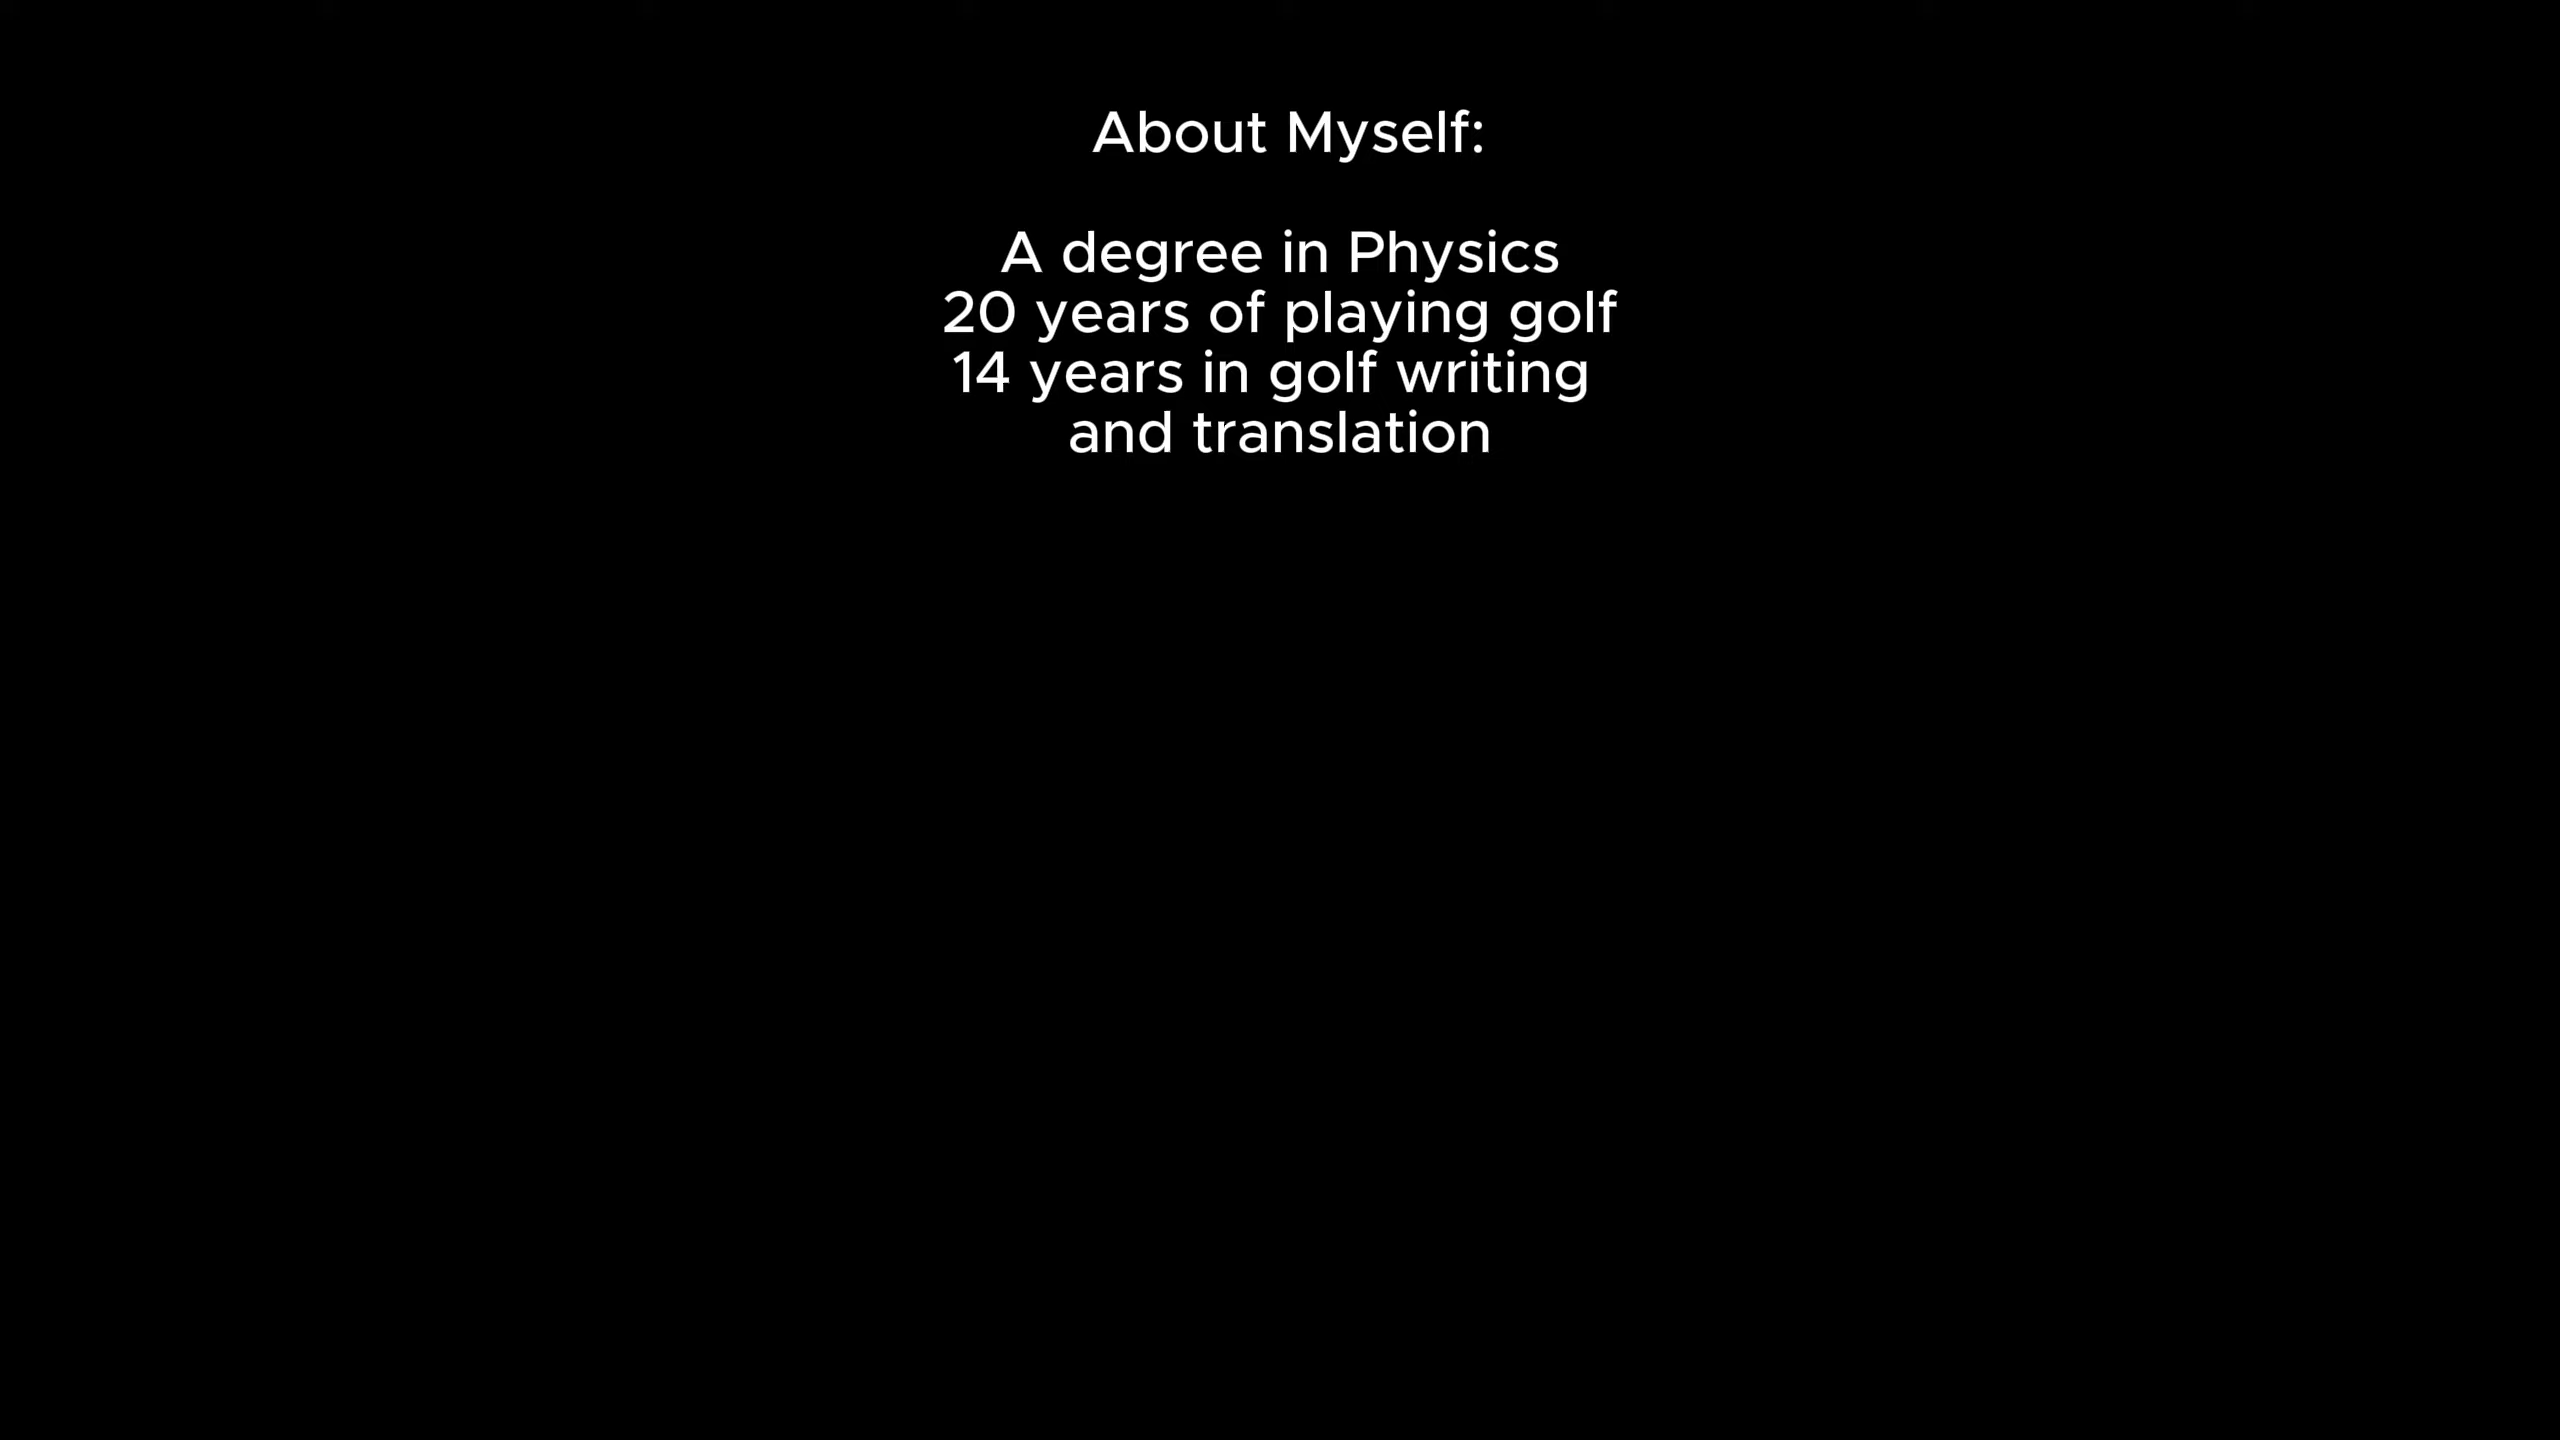 About Myself:
A degree in Physics
20 years of playing golf
14 years in golf writing
and translation